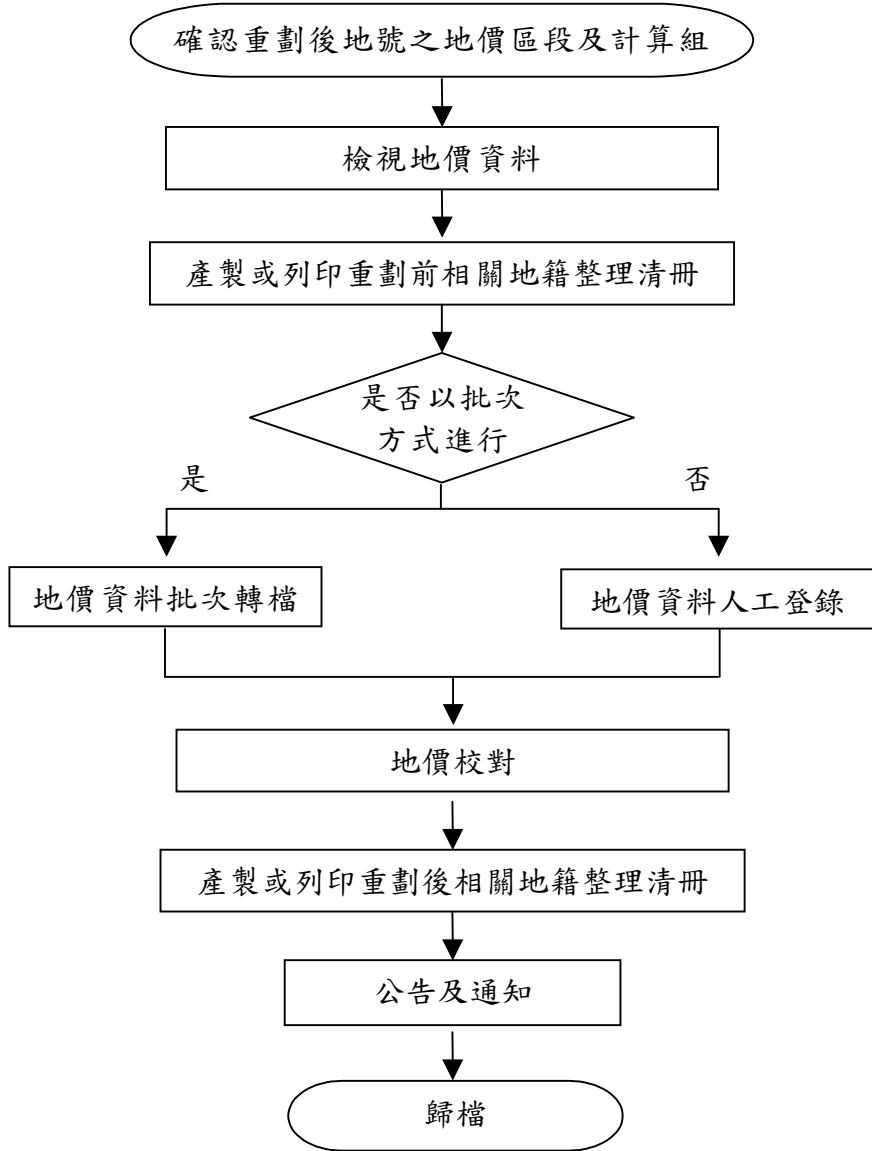 確認重劃後地號之地價區段及計算組
檢視地價資料
產製或列印重劃前相關地籍整理清冊
是否以批次
方式進行
是
否
地價資料批次轉檔
地價資料人工登錄
地價校對
產製或列印重劃後相關地籍整理清冊
公告及通知
歸檔